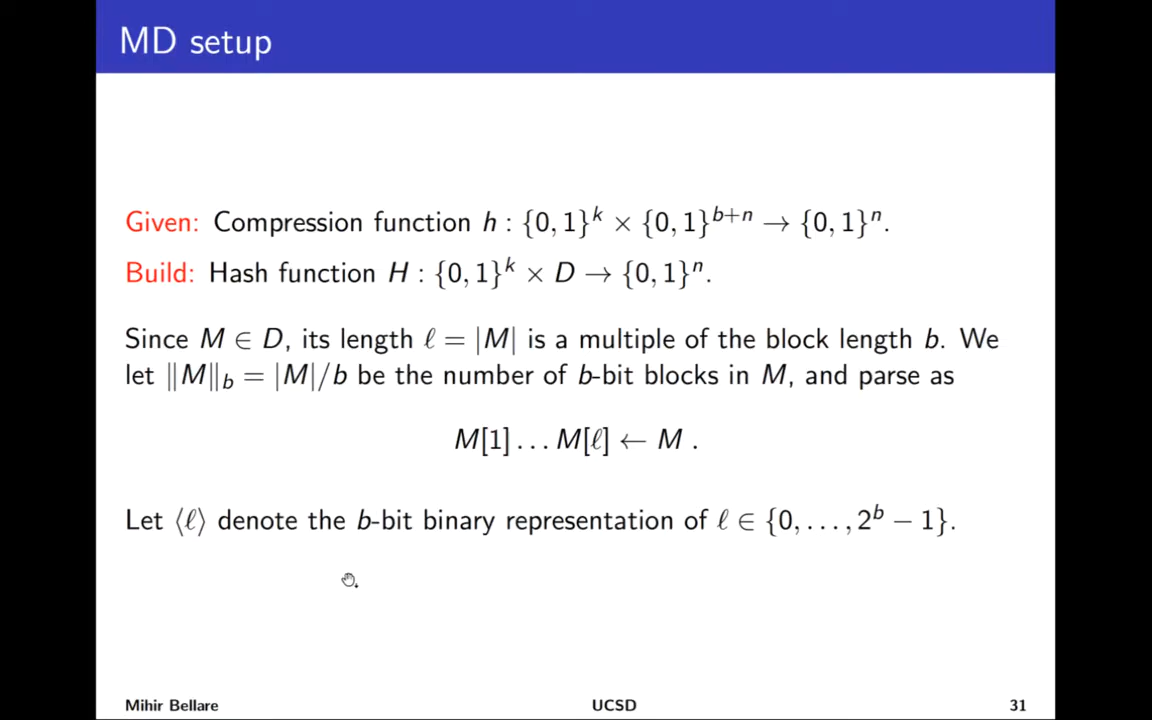 MD setup
Given: Compression function h : {0, 1}^k × {0, 1}^{b+n} → {0, 1}^n.
Build: Hash function H : {0, 1}^k × D → {0, 1}^n.
Since M ∈ D, its length ℓ = |M| is a multiple of the block length b. We
let ‖M‖_b = |M|/b be the number of b-bit blocks in M, and parse as
M[1] . . . M[ℓ] ← M .
Let ⟨ℓ⟩ denote the b-bit binary representation of ℓ ∈ {0, . . . , 2^b − 1}.
Mihir Bellare UCSD 31